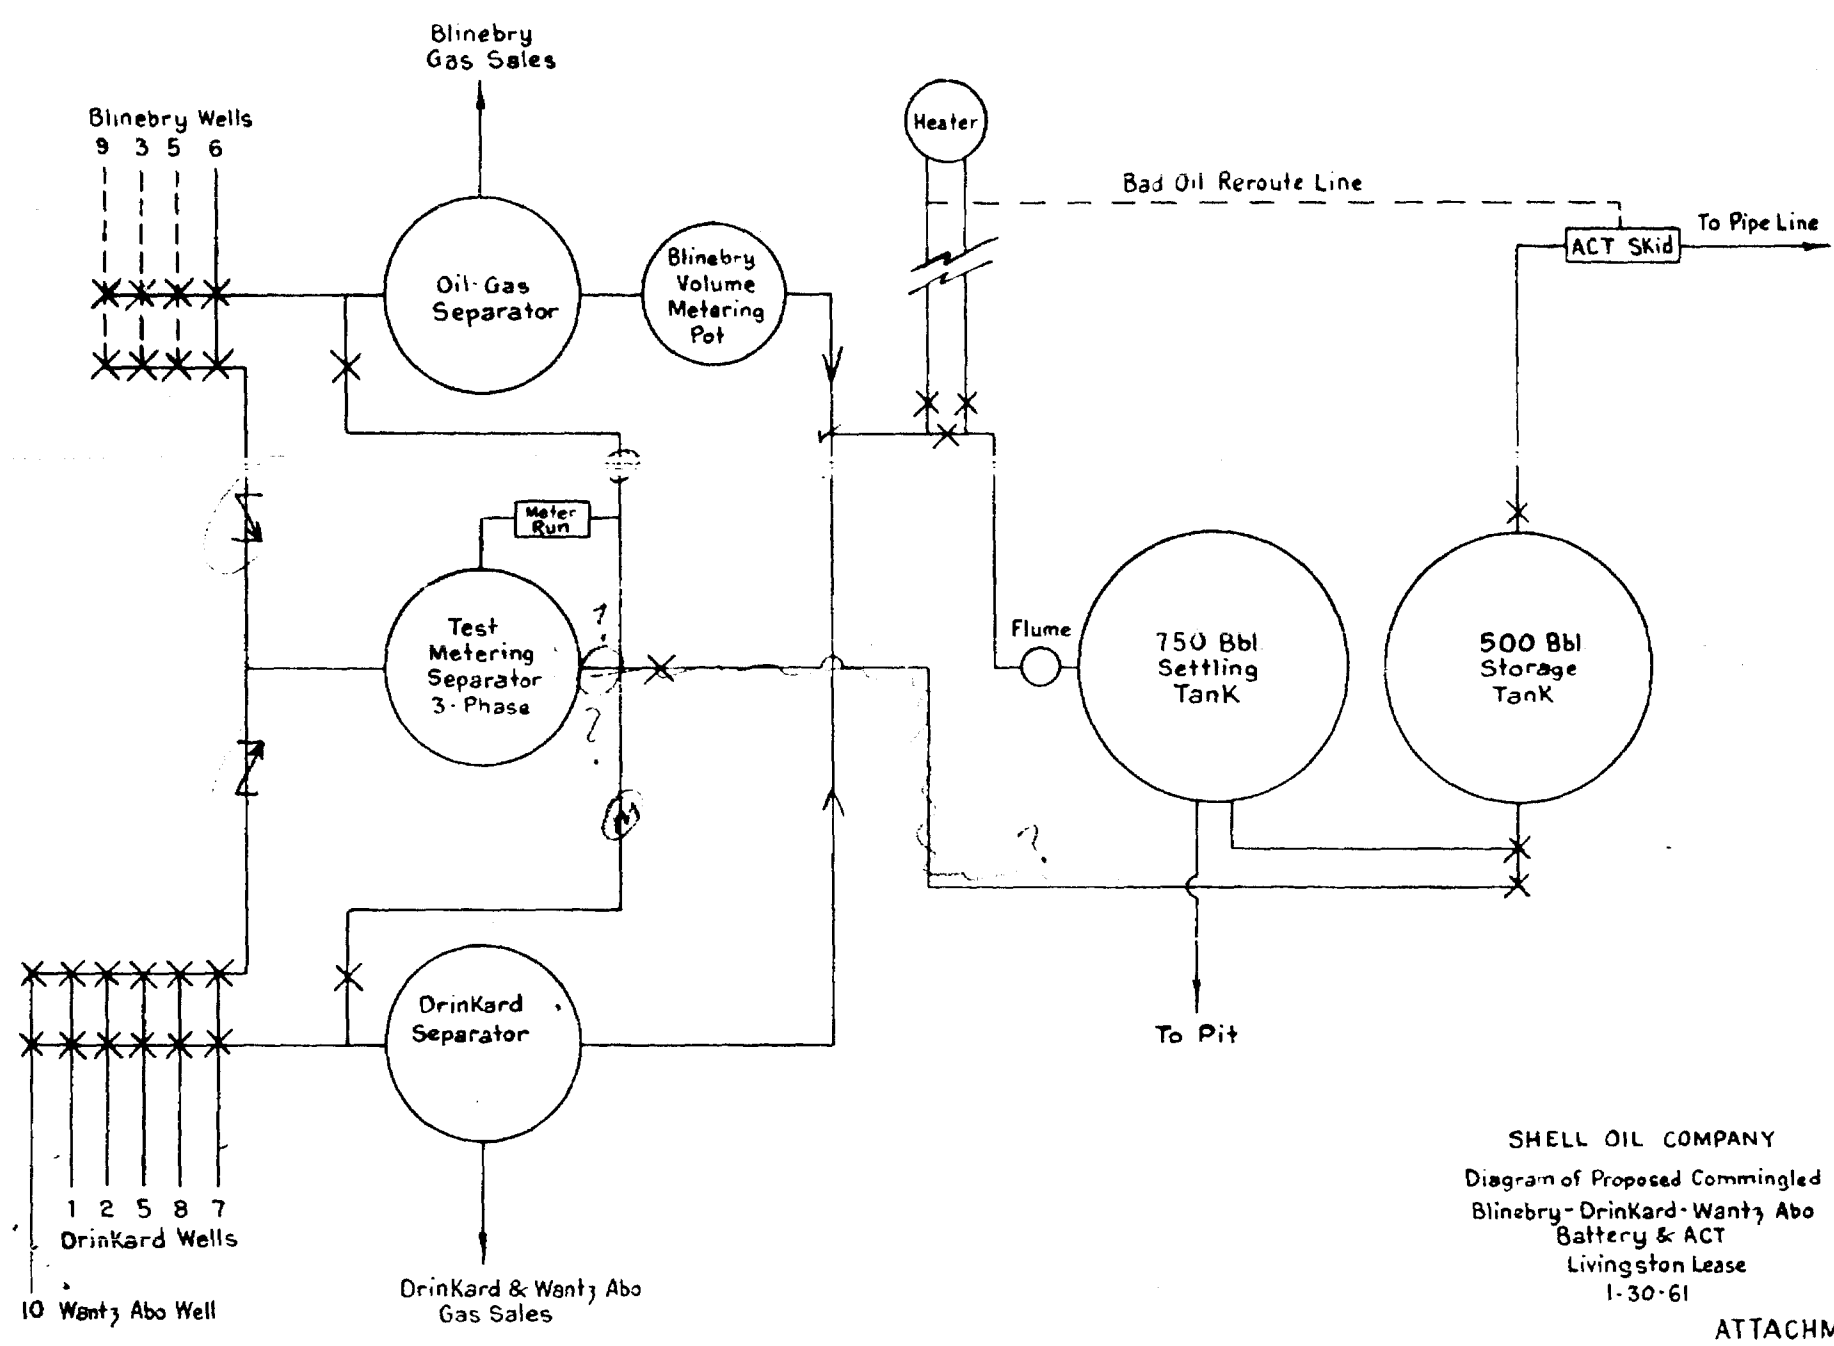 Blinebry
Gas Sales
Blinebry Wells
9 3 5 6
Heater
Bad Oil Reroute Line
To Pipe Line
ACT Skid
Oil-Gas
Separator
Blinebry
Volume
Metering
Pot
Meter
Run
?
Test
Metering
Separator
3-Phase
?
Flume
750 Bbl.
Settling
Tank
500 Bbl
Storage
Tank
?
To Pit
Drinkard
Separator
1 2 5 8 7
Drinkard Wells
10 Wantz Abo Well
Drinkard & Wantz Abo
Gas Sales
SHELL OIL COMPANY
Diagram of Proposed Commingled
Blinebry-Drinkard-Wantz Abo
Battery & ACT
Livingston Lease
1-30-61
ATTACHM